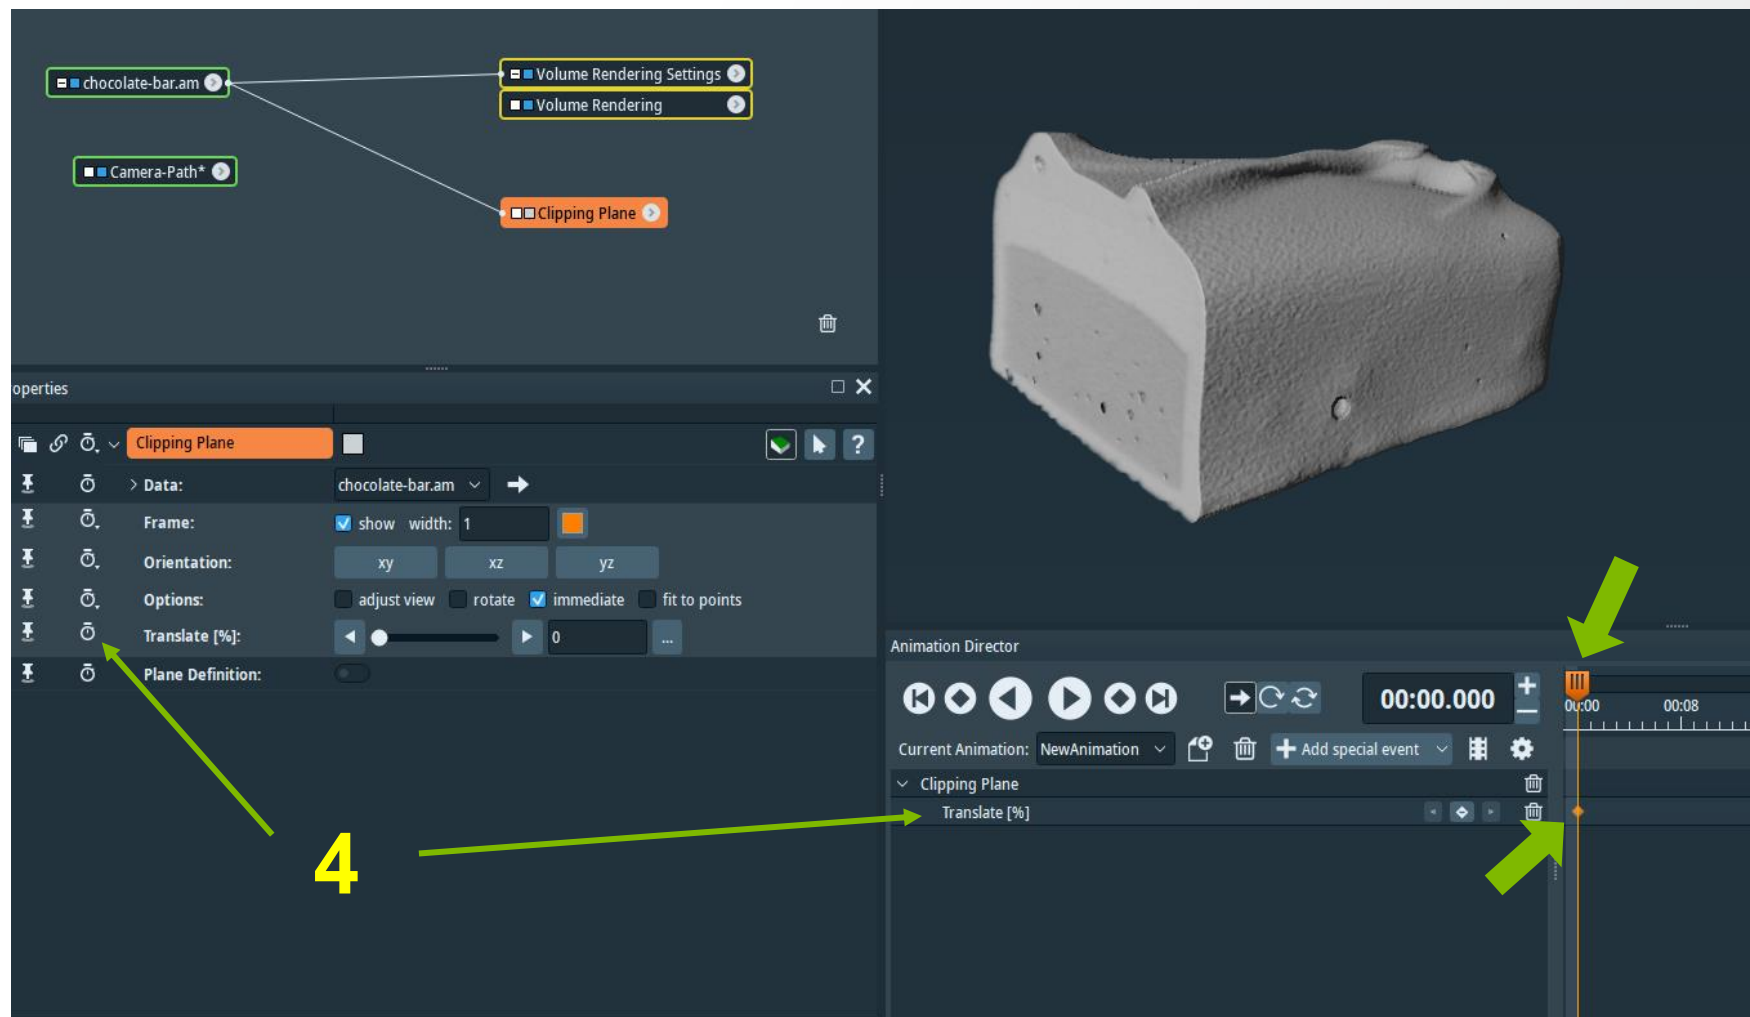 chocolate-bar.am
Volume Rendering Settings
Volume Rendering
Camera-Path*
Clipping Plane
operties
Clipping Plane
?
Data:
chocolate-bar.am
Frame:
show width: 1
Orientation:
xy xz yz
Options:
adjust view rotate immediate fit to points
Translate [%]:
0 ...
Plane Definition:
4
Animation Director
00:00.000
00:00 00:08
Current Animation: NewAnimation Add special event
Clipping Plane
Translate [%]